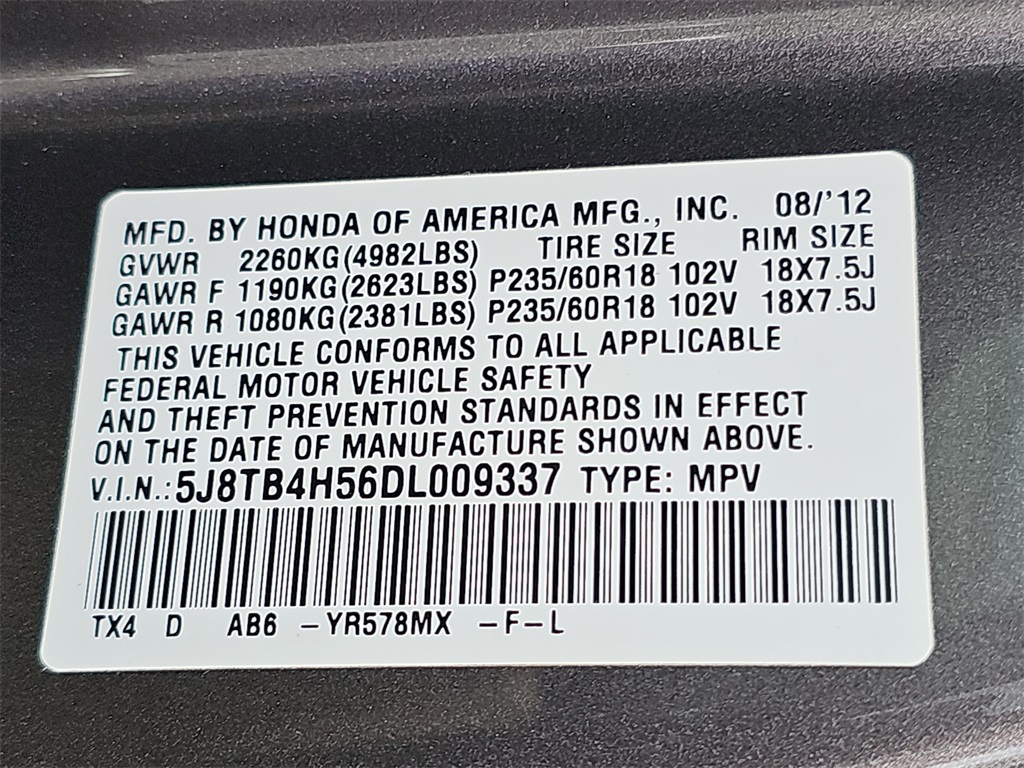 MFD. BY HONDA OF AMERICA MFG., INC. 08/'12
GVWR 2260KG(4982LBS) TIRE SIZE RIM SIZE
GAWR F 1190KG(2623LBS) P235/60R18 102V 18X7.5J
GAWR R 1080KG(2381LBS) P235/60R18 102V 18X7.5J
THIS VEHICLE CONFORMS TO ALL APPLICABLE
FEDERAL MOTOR VEHICLE SAFETY
AND THEFT PREVENTION STANDARDS IN EFFECT
ON THE DATE OF MANUFACTURE SHOWN ABOVE.
V.I.N.: 5J8TB4H56DL009337 TYPE: MPV
TX4 D AB6 –YR578MX –F–L